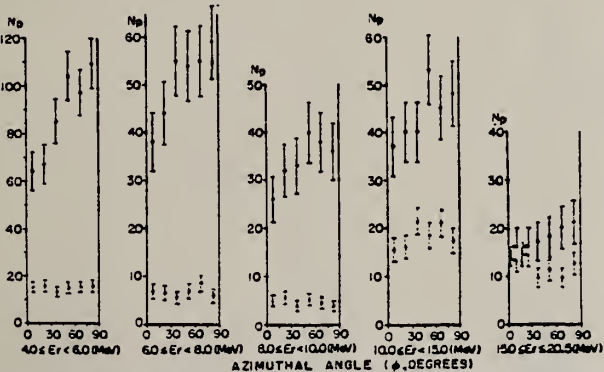 Np
Np
Np
Np
Np
120
100
80
60
40
20
0
60
50
40
30
20
10
0
50
40
30
20
10
0
60
50
40
30
20
10
0
40
30
20
10
0
0 30 60 90
0 30 60 90
0 30 60 90
0 30 60 90
0 30 60 90
4.0≤Er<6.0(MeV)
6.0≤Er<8.0(MeV)
8.0≤Er<10.0(MeV)
10.0≤Er<15.0(MeV)
15.0≤Er≤20.5(MeV)
AZIMUTHAL ANGLE (ϕ,DEGREES)